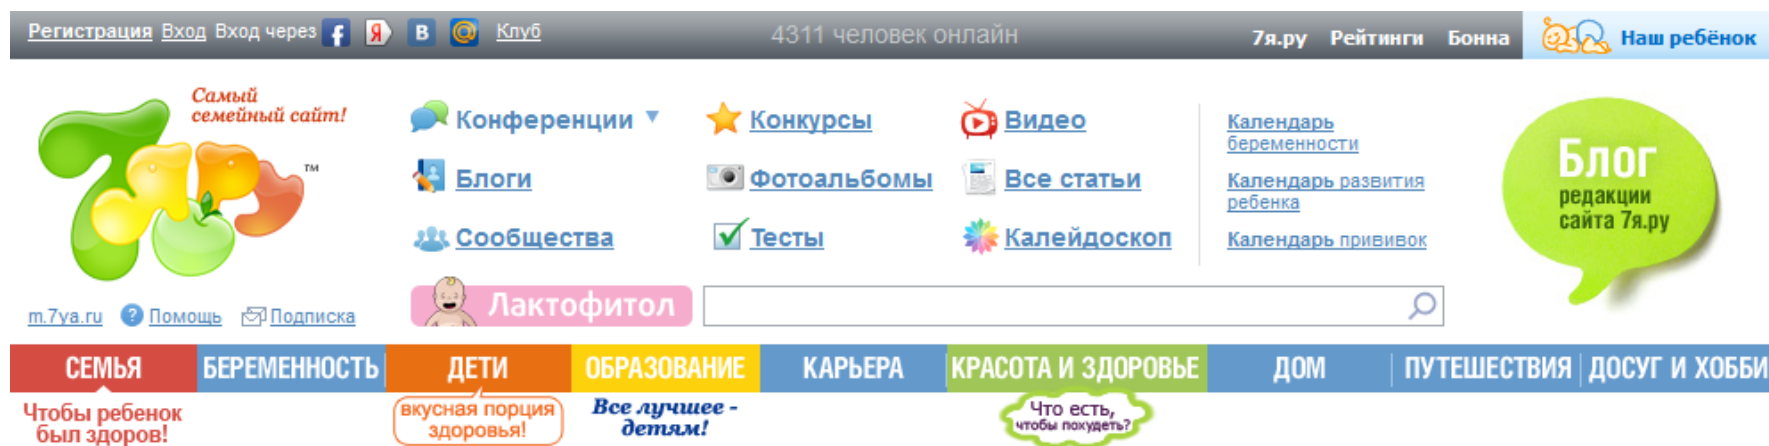 Регистрация Вход Вход через f Я В @ Клуб
4311 человек онлайн
7я.ру Рейтинги Бонна Наш ребёнок
Самый
семейный сайт!
7яру™
Конференции
Конкурсы
Видео
Блоги
Фотоальбомы
Все статьи
Сообщества
Тесты
Калейдоскоп
Календарь
беременности
Календарь развития
ребенка
Календарь прививок
Блог
редакции
сайта 7я.ру
m.7ya.ru ? Помощь Подписка
Лактофитол
СЕМЬЯ БЕРЕМЕННОСТЬ ДЕТИ ОБРАЗОВАНИЕ КАРЬЕРА КРАСОТА И ЗДОРОВЬЕ ДОМ ПУТЕШЕСТВИЯ ДОСУГ И ХОББИ
Чтобы ребенок
был здоров!
вкусная порция
здоровья!
Все лучшее -
детям!
Что есть,
чтобы похудеть?